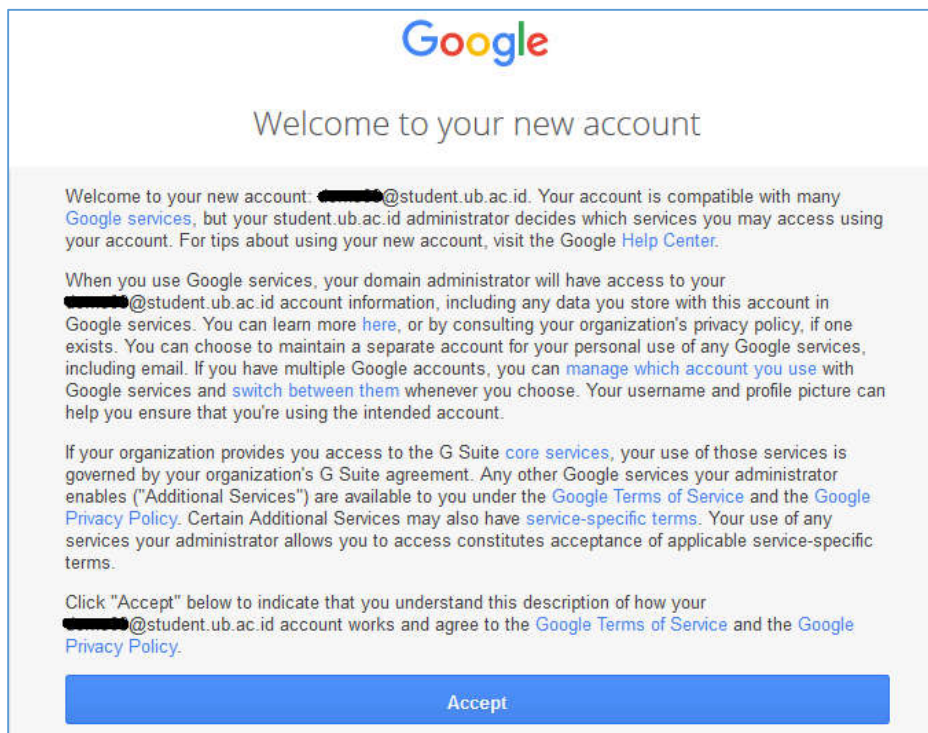 Google
Welcome to your new account
Welcome to your new account: @student.ub.ac.id. Your account is compatible with many
Google services, but your student.ub.ac.id administrator decides which services you may access using
your account. For tips about using your new account, visit the Google Help Center.
When you use Google services, your domain administrator will have access to your
@student.ub.ac.id account information, including any data you store with this account in
Google services. You can learn more here, or by consulting your organization's privacy policy, if one
exists. You can choose to maintain a separate account for your personal use of any Google services,
including email. If you have multiple Google accounts, you can manage which account you use with
Google services and switch between them whenever you choose. Your username and profile picture can
help you ensure that you're using the intended account.
If your organization provides you access to the G Suite core services, your use of those services is
governed by your organization's G Suite agreement. Any other Google services your administrator
enables ("Additional Services") are available to you under the Google Terms of Service and the Google
Privacy Policy. Certain Additional Services may also have service-specific terms. Your use of any
services your administrator allows you to access constitutes acceptance of applicable service-specific
terms.
Click "Accept" below to indicate that you understand this description of how your
@student.ub.ac.id account works and agree to the Google Terms of Service and the Google
Privacy Policy.
Accept